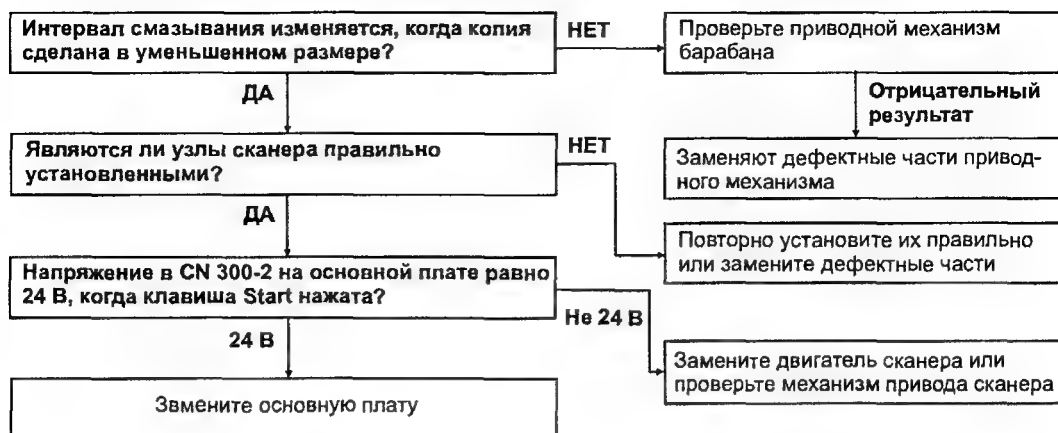 Интервал смазывания изменяется, когда копия
сделана в уменьшенном размере?
НЕТ
Проверьте приводной механизм
барабана
ДА
Отрицательный
результат
Являются ли узлы сканера правильно
установленными?
НЕТ
Заменяют дефектные части привод-
ного механизма
ДА
Повторно установите их правильно
или замените дефектные части
Напряжение в CN 300-2 на основной плате равно
24 В, когда клавиша Start нажата?
Не 24 В
24 В
Замените двигатель сканера или
проверьте механизм привода сканера
Звмените основную плату